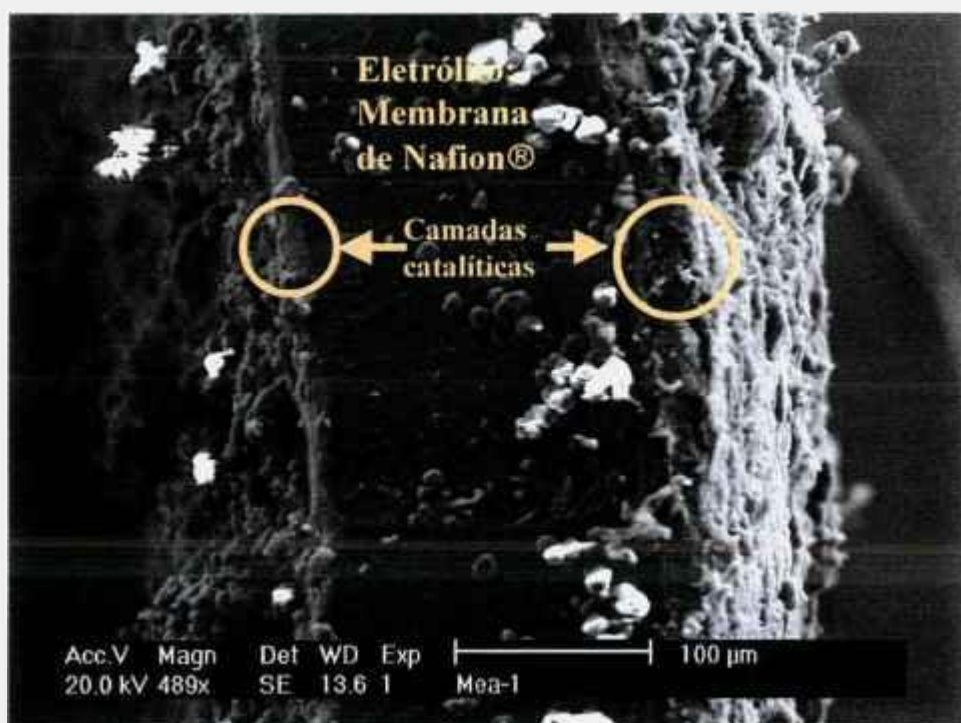 Eletrólito:
Membrana
de Nafion®
Camadas
catalíticas
Acc.V Magn Det WD Exp 100 µm
20.0 kV 489x SE 13.6 1 Mea-1